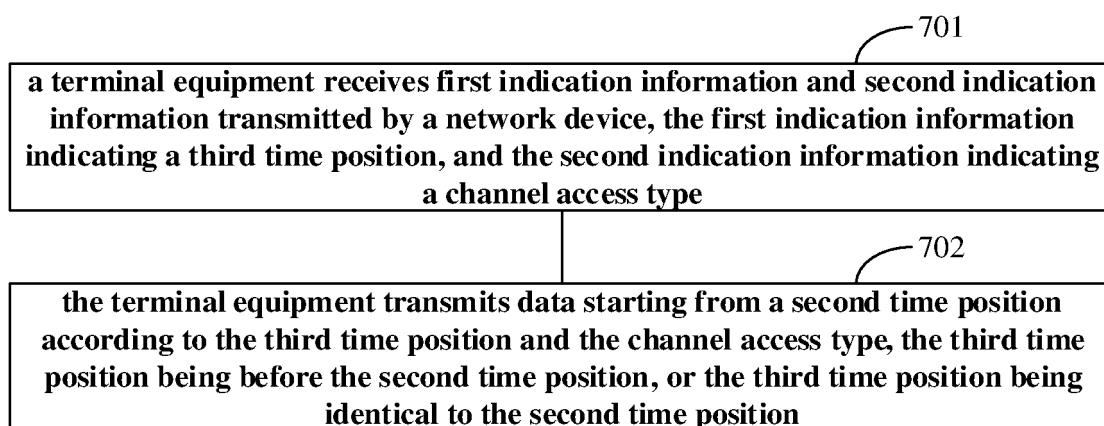 701
a terminal equipment receives first indication information and second indication
information transmitted by a network device, the first indication information
indicating a third time position, and the second indication information indicating
a channel access type
702
the terminal equipment transmits data starting from a second time position
according to the third time position and the channel access type, the third time
position being before the second time position, or the third time position being
identical to the second time position